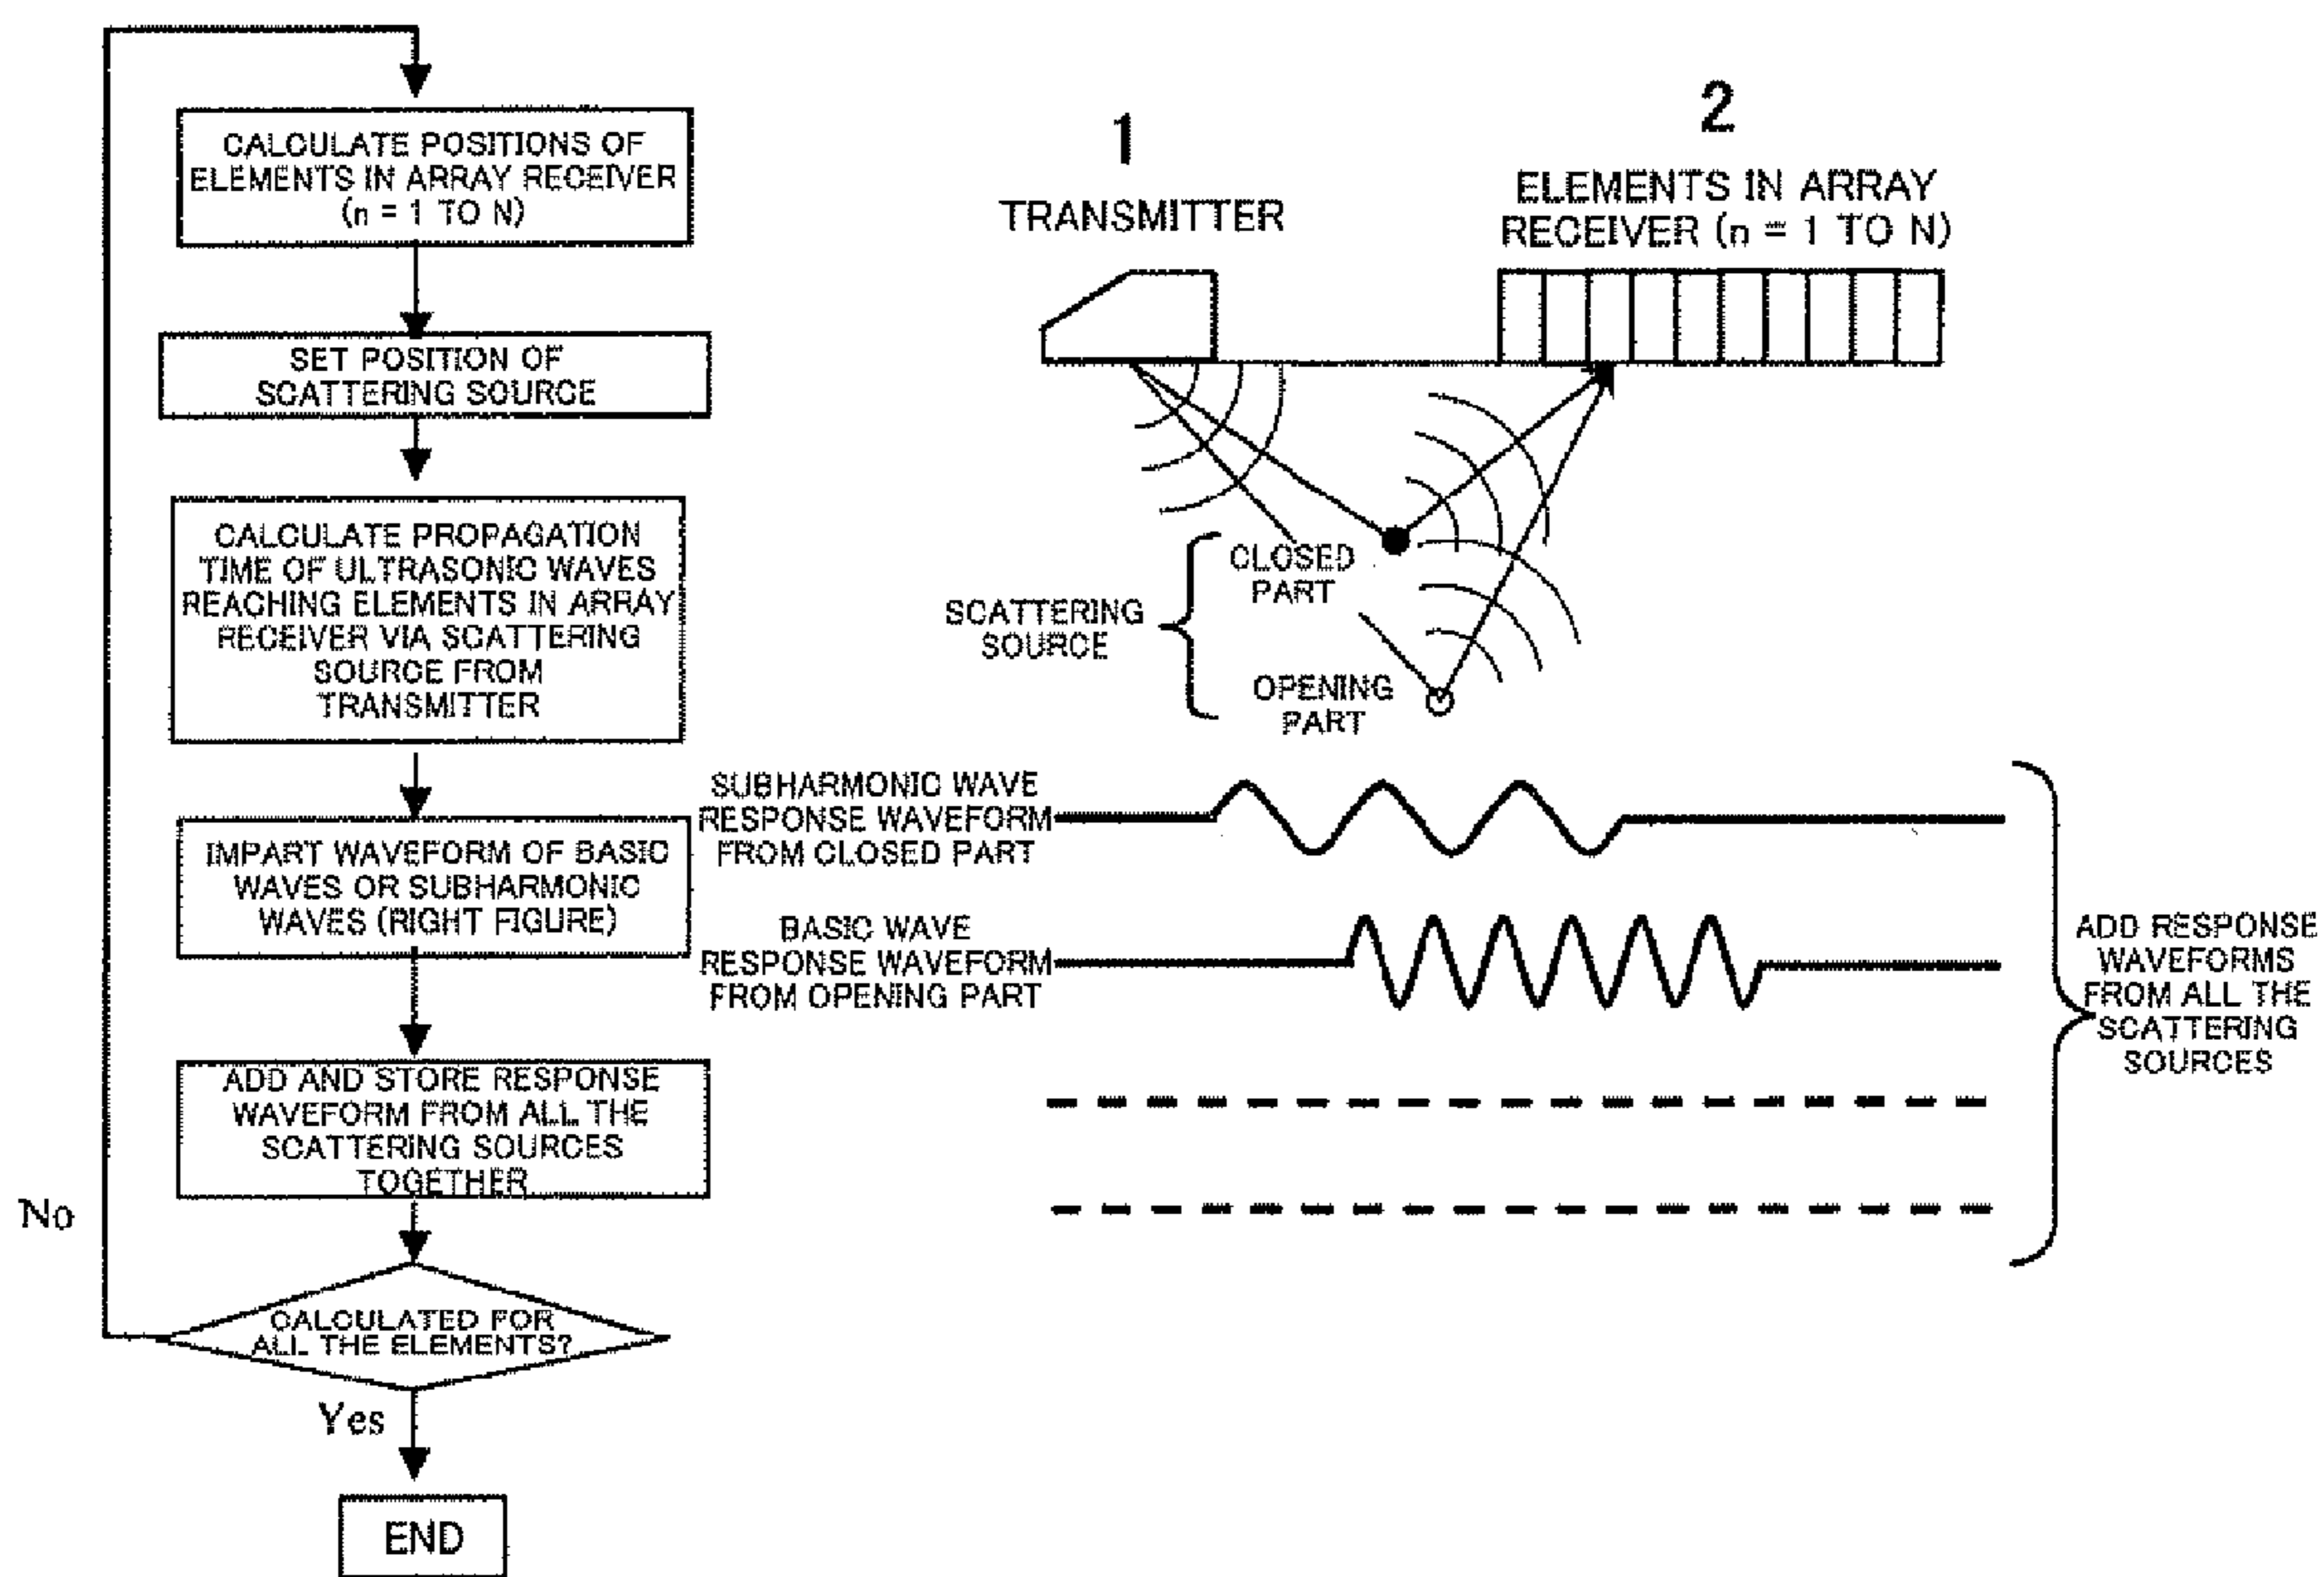 CALCULATE POSITIONS OF
ELEMENTS IN ARRAY RECEIVER
(n = 1 TO N)
SET POSITION OF
SCATTERING SOURCE
CALCULATE PROPAGATION
TIME OF ULTRASONIC WAVES
REACHING ELEMENTS IN ARRAY
RECEIVER VIA SCATTERING
SOURCE FROM
TRANSMITTER
IMPART WAVEFORM OF BASIC
WAVES OR SUBHARMONIC
WAVES (RIGHT FIGURE)
ADD AND STORE RESPONSE
WAVEFORM FROM ALL THE
SCATTERING SOURCES
TOGETHER
No
CALCULATED FOR
ALL THE ELEMENTS?
Yes
END
1
TRANSMITTER
2
ELEMENTS IN ARRAY
RECEIVER (n = 1 TO N)
SCATTERING
SOURCE
CLOSED
PART
OPENING
PART
SUBHARMONIC WAVE
RESPONSE WAVEFORM
FROM CLOSED PART
BASIC WAVE
RESPONSE WAVEFORM
FROM OPENING PART
ADD RESPONSE
WAVEFORMS
FROM ALL THE
SCATTERING
SOURCES